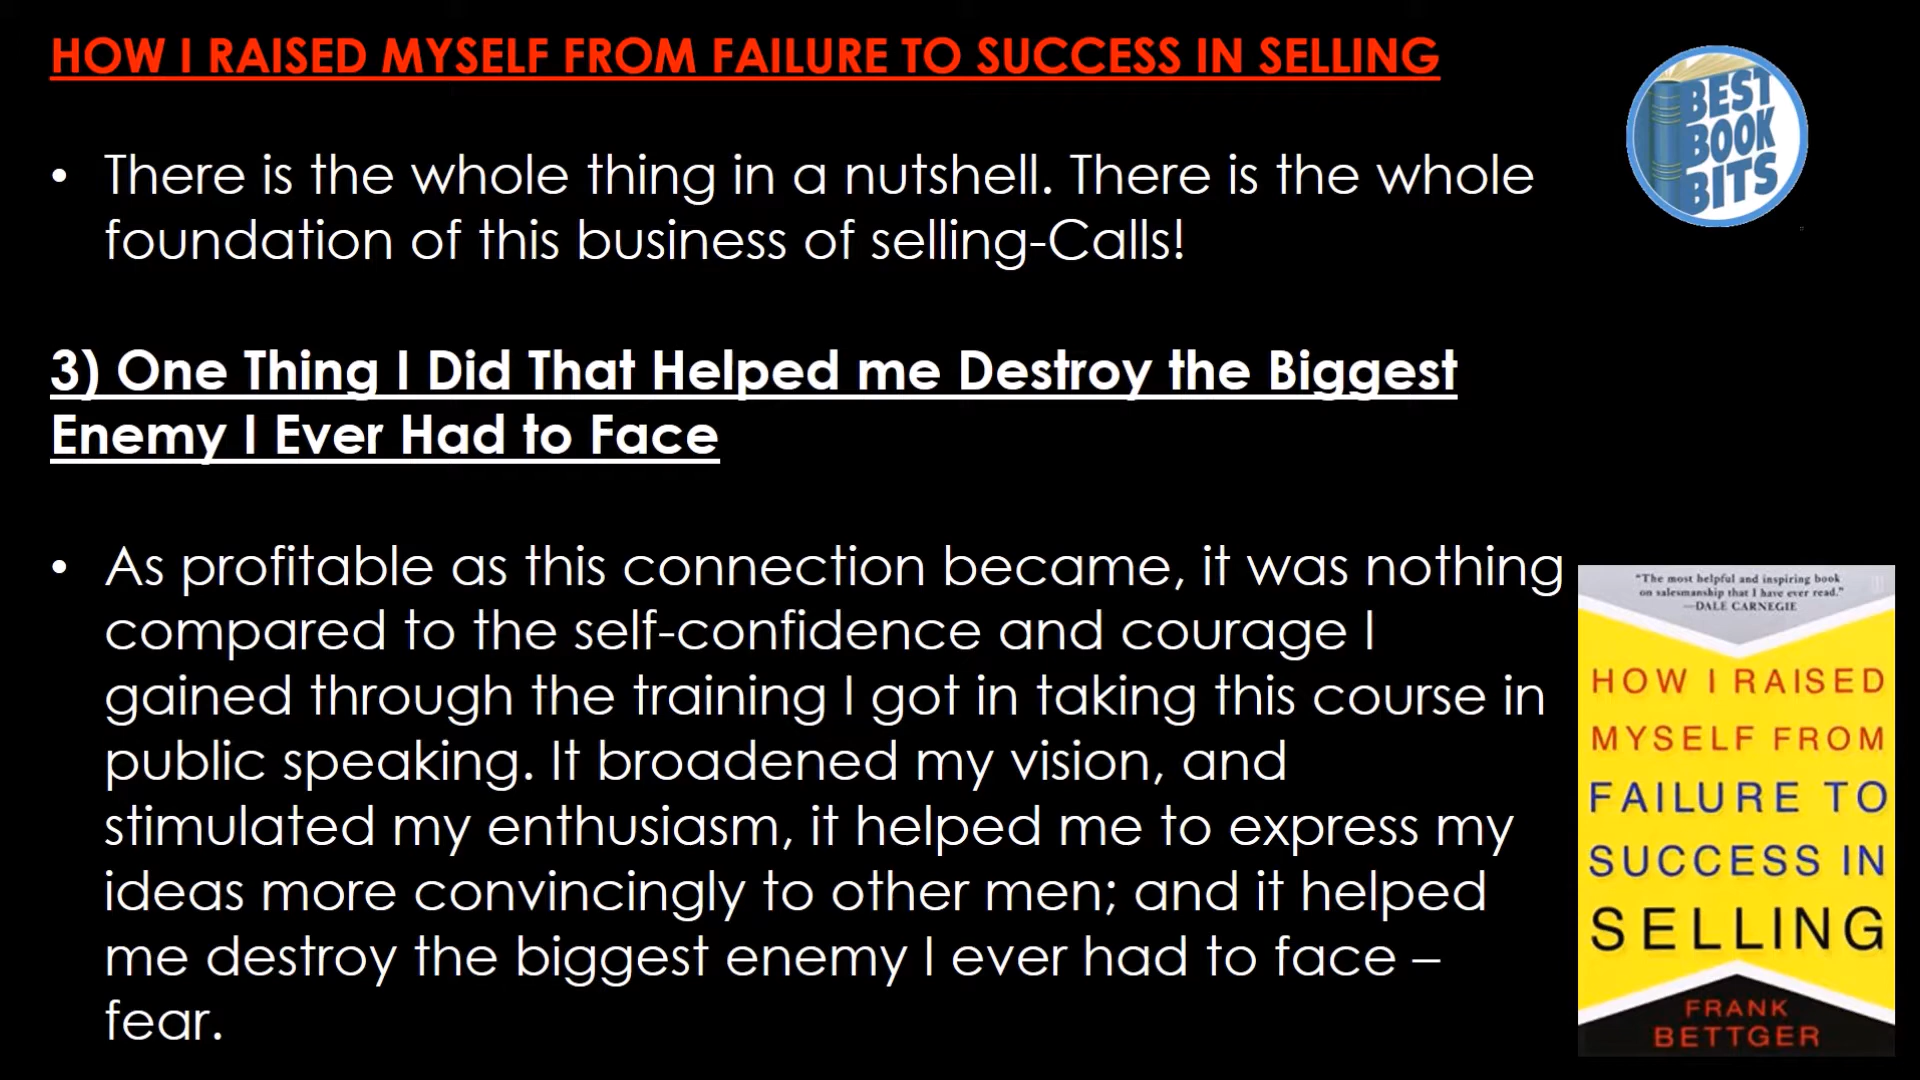 HOW I RAISED MYSELF FROM FAILURE TO SUCCESS IN SELLING
BEST
BOOK
BITS
• There is the whole thing in a nutshell. There is the whole
foundation of this business of selling-Calls!
3) One Thing I Did That Helped me Destroy the Biggest
Enemy I Ever Had to Face
• As profitable as this connection became, it was nothing
compared to the self-confidence and courage I
gained through the training I got in taking this course in
public speaking. It broadened my vision, and
stimulated my enthusiasm, it helped me to express my
ideas more convincingly to other men; and it helped
me destroy the biggest enemy I ever had to face –
fear.
"The most helpful and inspiring book
on salesmanship that I have ever read."
—DALE CARNEGIE
HOW I RAISED
MYSELF FROM
FAILURE TO
SUCCESS IN
SELLING
FRANK
BETTGER